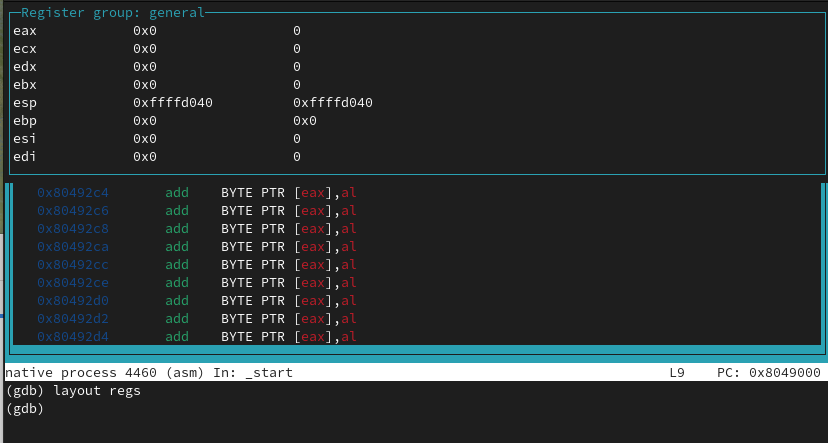 Register group: general
eax 0x0 0
ecx 0x0 0
edx 0x0 0
ebx 0x0 0
esp 0xffffd040 0xffffd040
ebp 0x0 0x0
esi 0x0 0
edi 0x0 0
0x80492c4 add BYTE PTR [eax],al
0x80492c6 add BYTE PTR [eax],al
0x80492c8 add BYTE PTR [eax],al
0x80492ca add BYTE PTR [eax],al
0x80492cc add BYTE PTR [eax],al
0x80492ce add BYTE PTR [eax],al
0x80492d0 add BYTE PTR [eax],al
0x80492d2 add BYTE PTR [eax],al
0x80492d4 add BYTE PTR [eax],al
native process 4460 (asm) In: _start L9 PC: 0x8049000
(gdb) layout regs
(gdb)